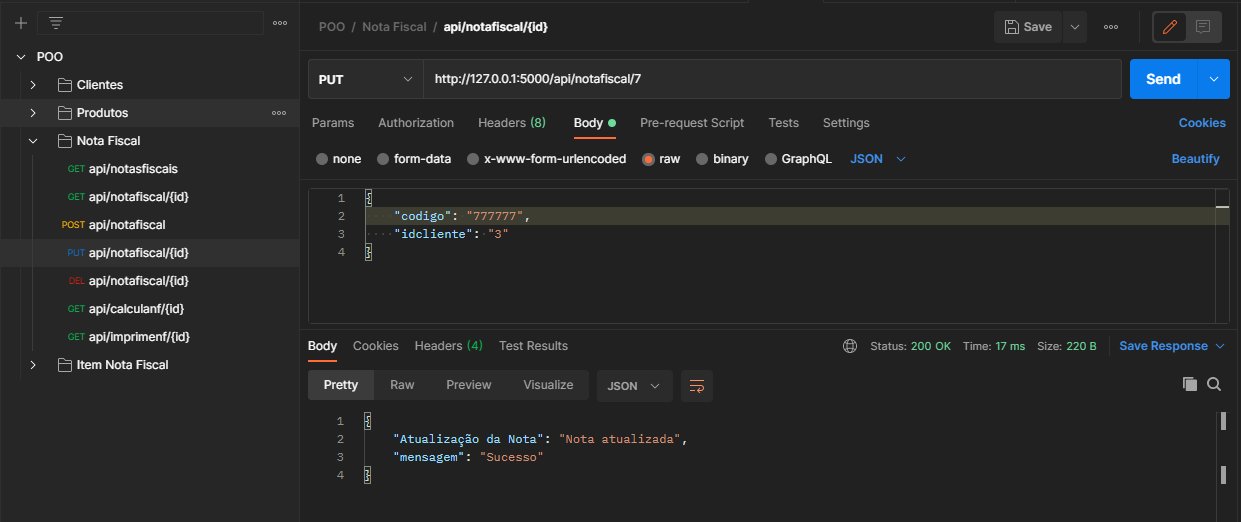 POO / Nota Fiscal / api/notafiscal/{id}
Save
POO
Clientes
Produtos
Nota Fiscal
GET api/notasfiscais
GET api/notafiscal/{id}
POST api/notafiscal
PUT api/notafiscal/{id}
DEL api/notafiscal/{id}
GET api/calculanf/{id}
GET api/imprimenf/{id}
Item Nota Fiscal
PUT http://127.0.0.1:5000/api/notafiscal/7 Send
Params Authorization Headers (8) Body Pre-request Script Tests Settings Cookies
none form-data x-www-form-urlencoded raw binary GraphQL JSON Beautify
1 {
2 "codigo": "777777",
3 "idcliente": "3"
4 }
Body Cookies Headers (4) Test Results Status: 200 OK Time: 17 ms Size: 220 B Save Response
Pretty Raw Preview Visualize JSON
1 {
2 "Atualização da Nota": "Nota atualizada",
3 "mensagem": "Sucesso"
4 }